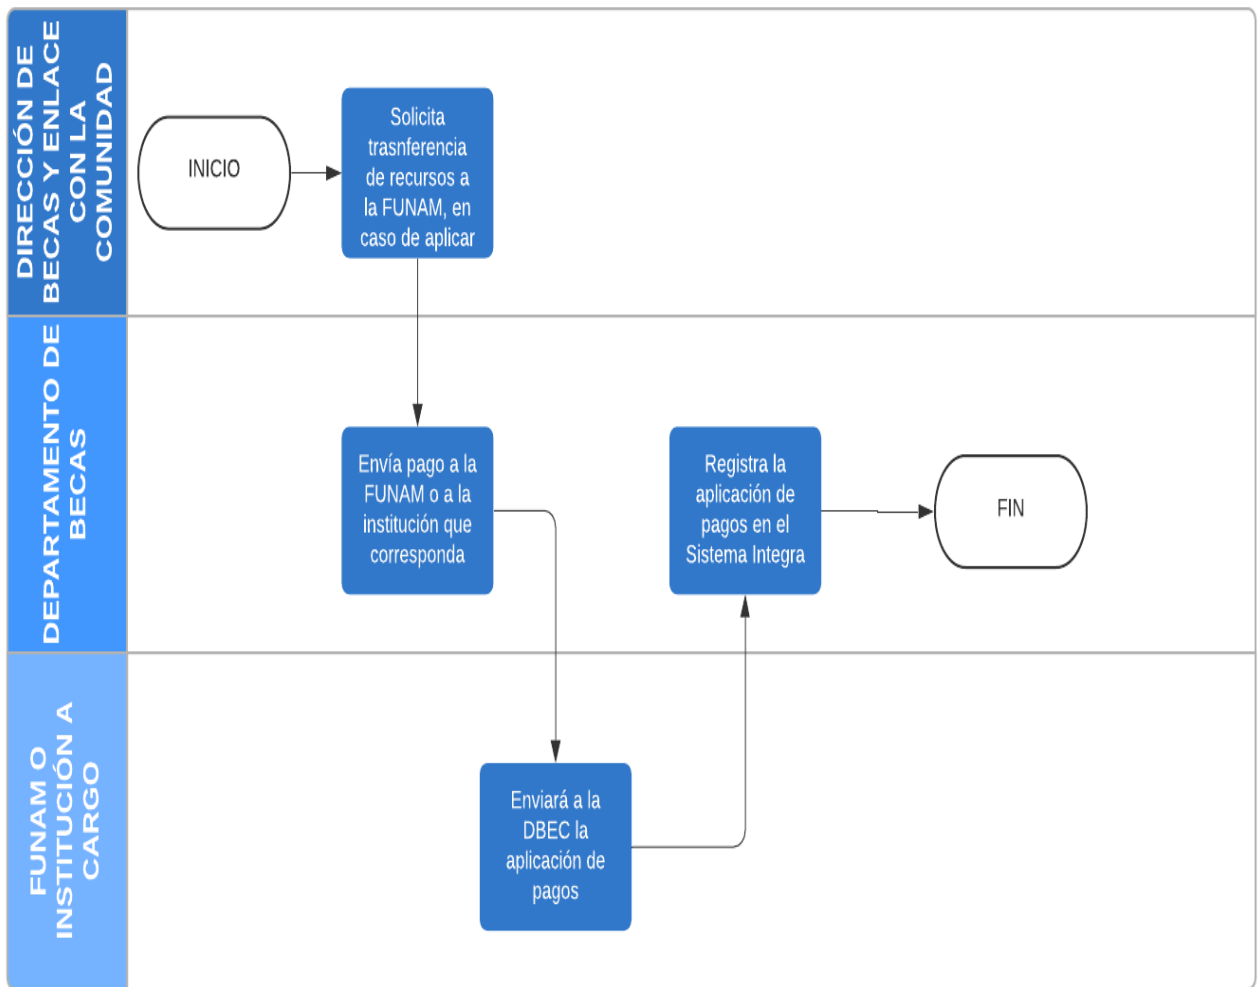 DIRECCIÓN DE
BECAS Y ENLACE
CON LA
COMUNIDAD
INICIO
Solicita
trasnferencia
de recursos a
la FUNAM, en
caso de aplicar
DEPARTAMENTO DE
BECAS
Envía pago a la
FUNAM o a la
institución que
corresponda
Registra la
aplicación de
pagos en el
Sistema Integra
FIN
FUNAM O
INSTITUCIÓN A
CARGO
Enviará a la
DBEC la
aplicación de
pagos